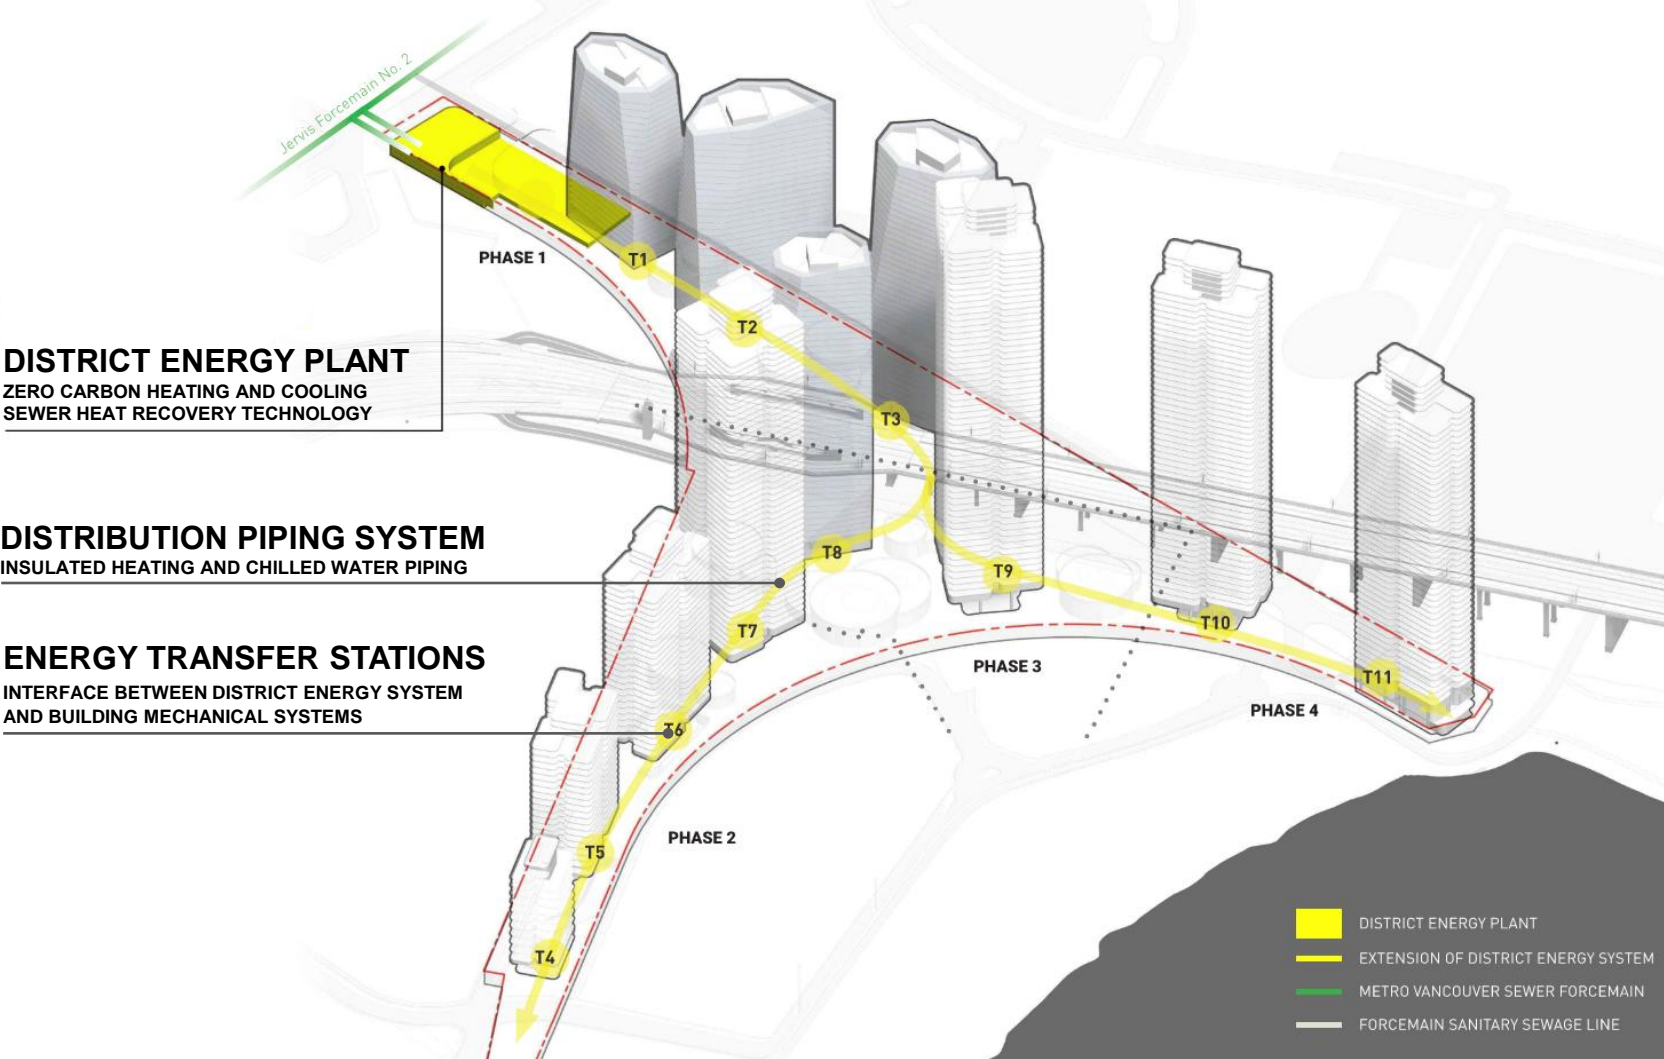 Jervis Forcemain No. 2
PHASE 1
T1
T2
T3
DISTRICT ENERGY PLANT
ZERO CARBON HEATING AND COOLING
SEWER HEAT RECOVERY TECHNOLOGY
DISTRIBUTION PIPING SYSTEM
INSULATED HEATING AND CHILLED WATER PIPING
T8
T9
T10
T7
ENERGY TRANSFER STATIONS
INTERFACE BETWEEN DISTRICT ENERGY SYSTEM
AND BUILDING MECHANICAL SYSTEMS
PHASE 3
T11
PHASE 4
T6
PHASE 2
T5
T4
DISTRICT ENERGY PLANT
EXTENSION OF DISTRICT ENERGY SYSTEM
METRO VANCOUVER SEWER FORCEMAIN
FORCEMAIN SANITARY SEWAGE LINE